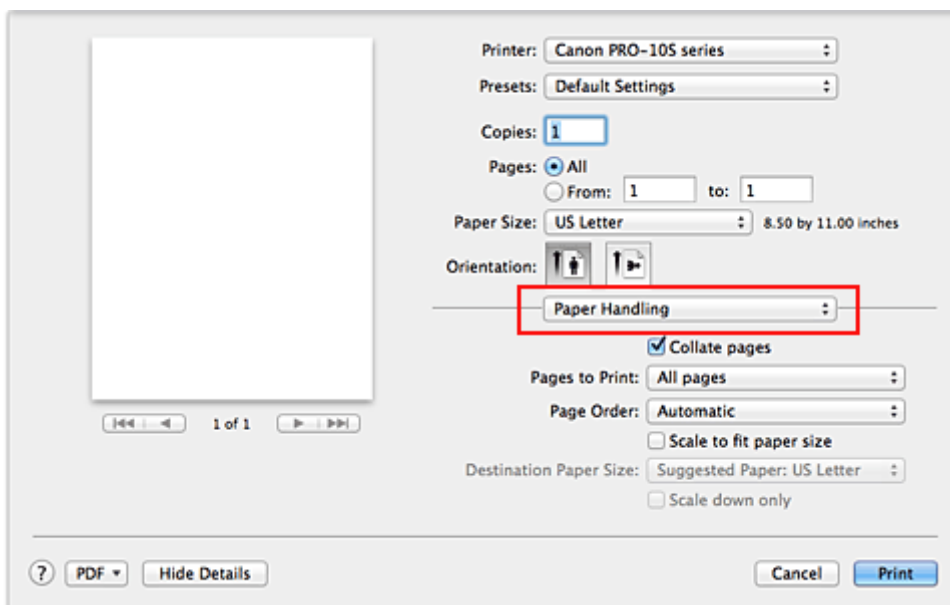 Printer: Canon PRO-10S series
Presets: Default Settings
Copies: 1
Pages: All
From: 1 to: 1
Paper Size: US Letter 8.50 by 11.00 inches
Orientation:
Paper Handling
Collate pages
Pages to Print: All pages
Page Order: Automatic
Scale to fit paper size
Destination Paper Size: Suggested Paper: US Letter
Scale down only
1 of 1
? PDF Hide Details Cancel Print